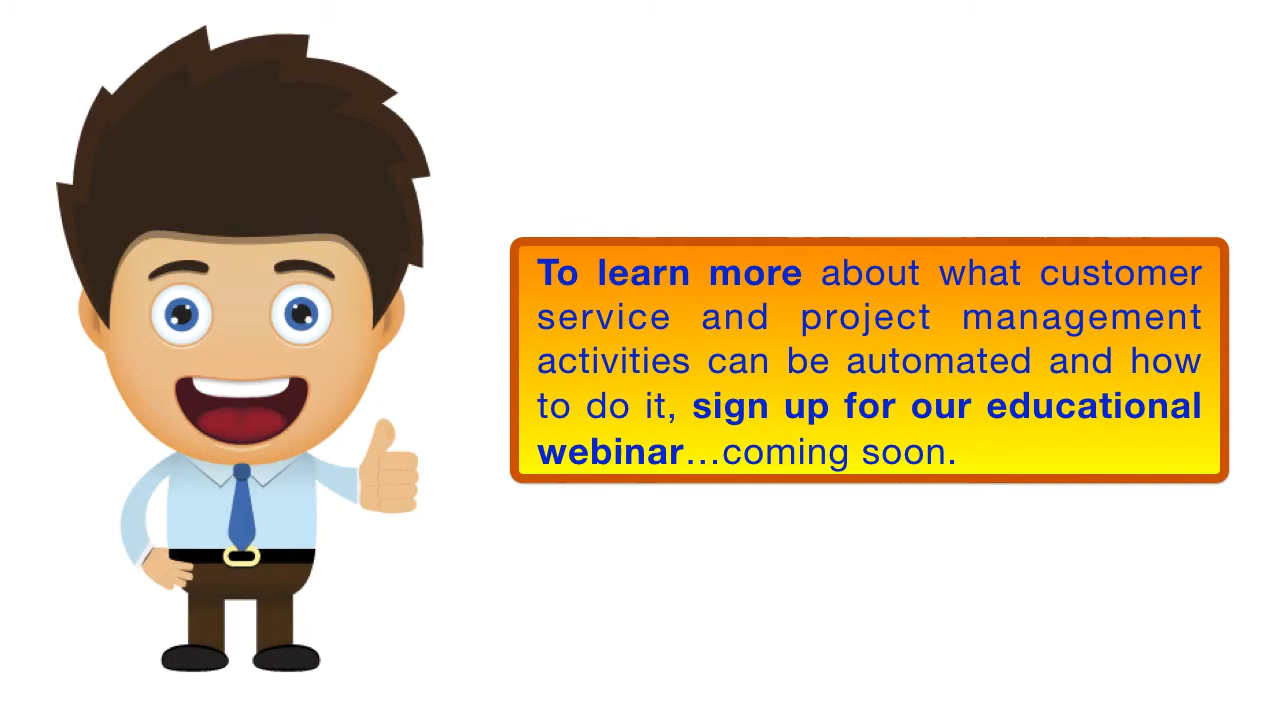 To learn more about what customer
service and project management
activities can be automated and how
to do it, sign up for our educational
webinar...coming soon.